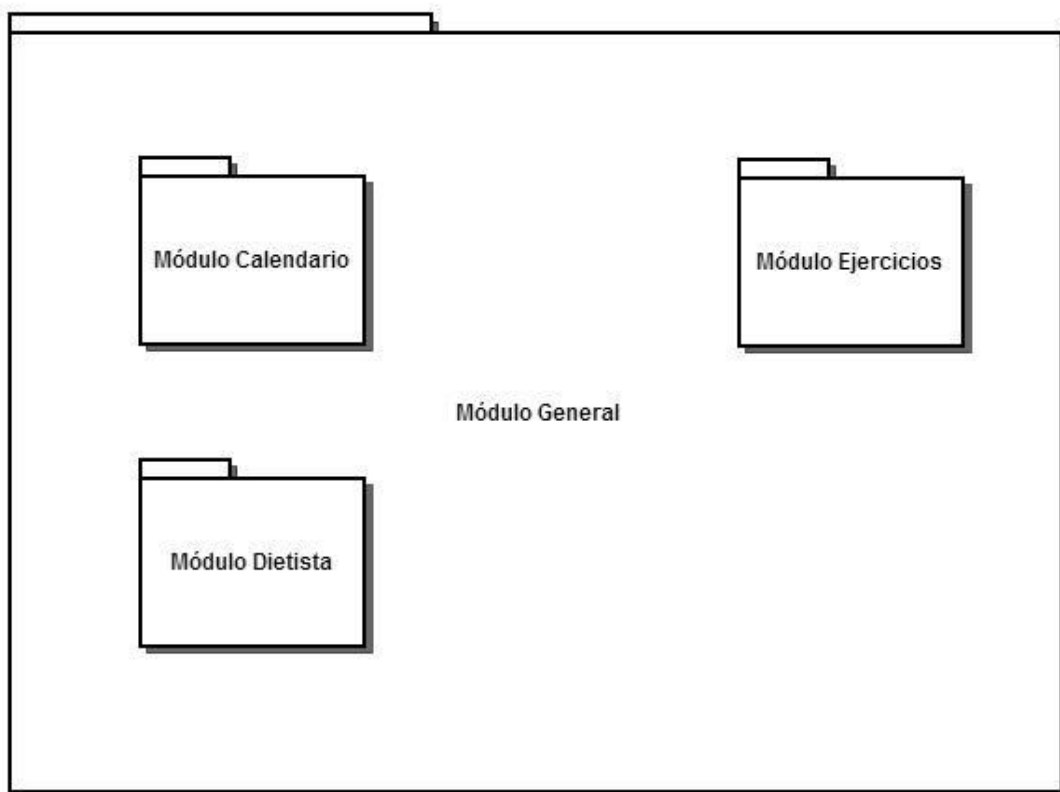 Módulo Calendario
Módulo Ejercicios
Módulo General
Módulo Dietista